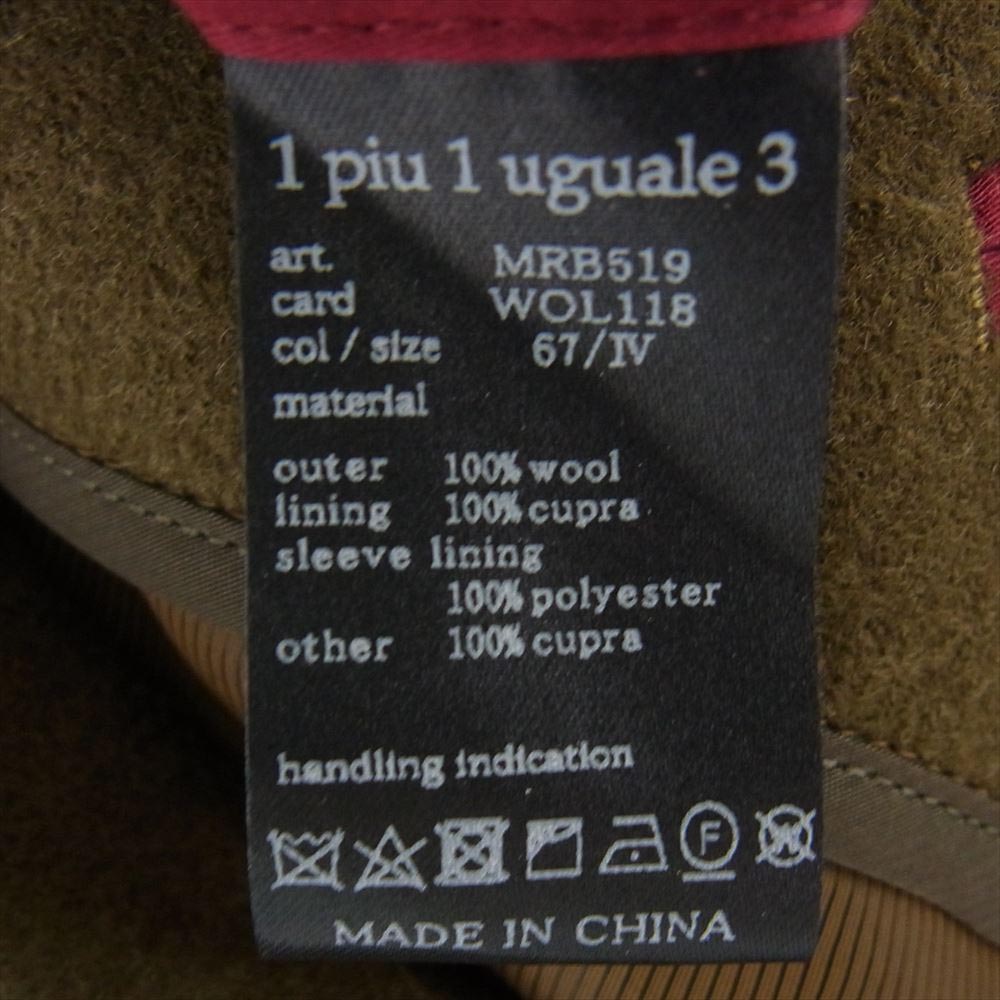 1 piu 1 uguale 3
art. MRB519
card WOL118
col / size 67/IV
material
outer 100% wool
lining 100% cupra
sleeve lining
100% polyester
other 100% cupra
handling indication
F W
MADE IN CHINA